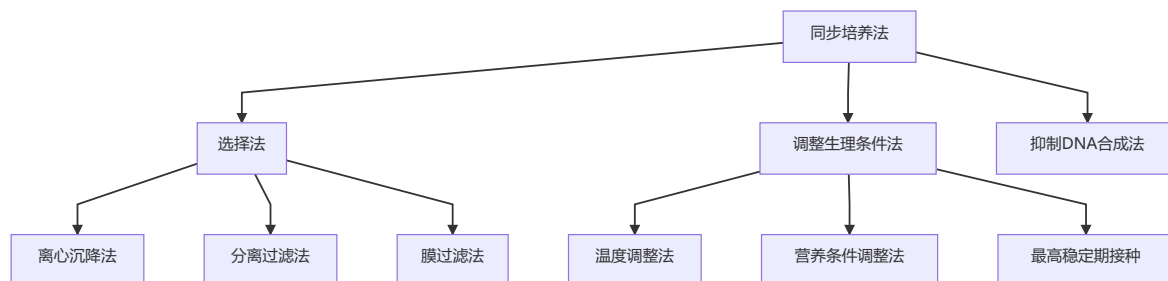 同步培养法
选择法
调整生理条件法
抑制DNA合成法
离心沉降法
分离过滤法
膜过滤法
温度调整法
营养条件调整法
最高稳定期接种